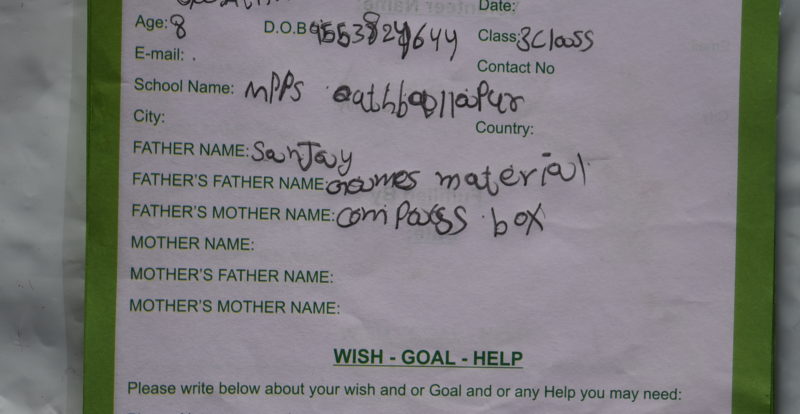 Date:
Age: 8 D.O.B 9553824644 Class: 3 Class
E-mail: .
Contact No
School Name: MPPS
City: Country:
FATHER NAME: Sanjay
FATHER'S FATHER NAME: games material
FATHER'S MOTHER NAME: compass box
MOTHER NAME:
MOTHER'S FATHER NAME:
MOTHER'S MOTHER NAME:
WISH - GOAL - HELP
Please write below about your wish and or Goal and or any Help you may need: